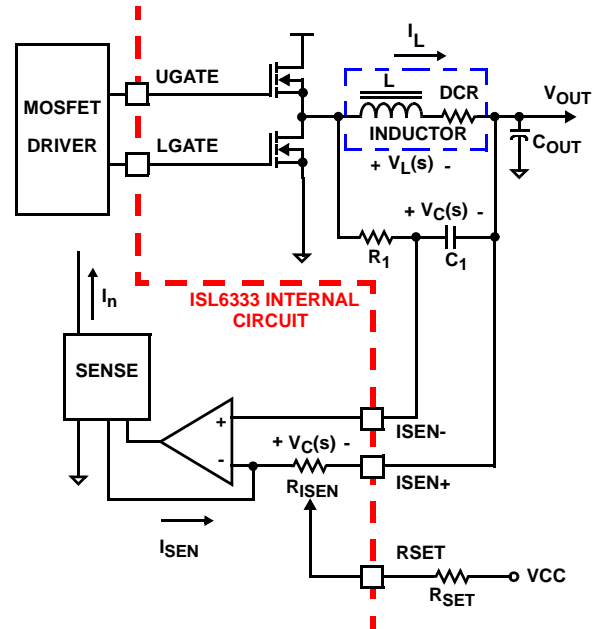 I_L
UGATE
L
DCR
V_OUT
MOSFET
DRIVER
INDUCTOR
C_OUT
LGATE
+ V_L(s) -
+ V_C(s) -
R_1
C_1
I_n
ISL6333 INTERNAL
CIRCUIT
SENSE
+
ISEN-
+ V_C(s) -
-
R_ISEN
ISEN+
I_SEN
RSET
VCC
R_SET